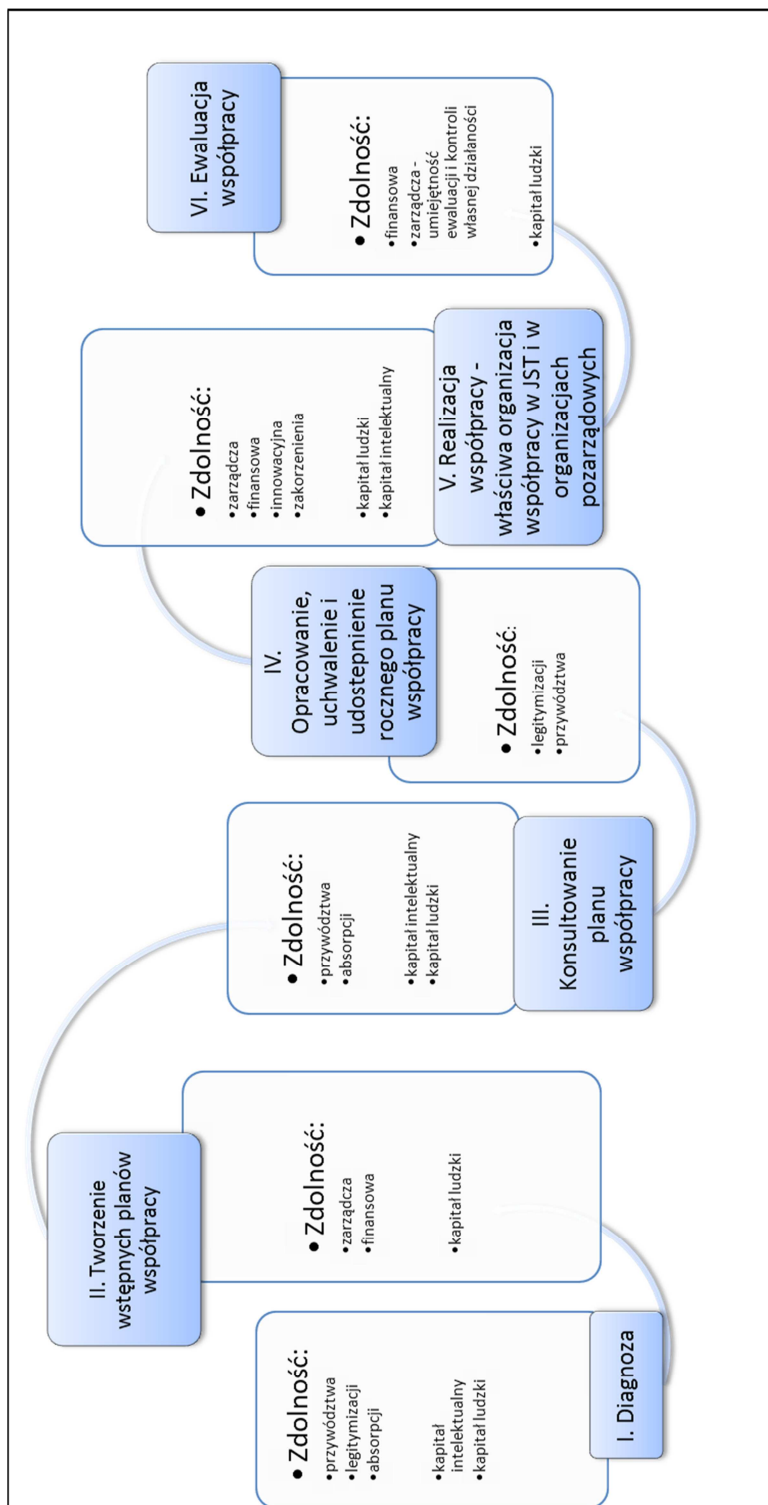 • Zdolność:
•przywództwa
•legitymizacji
•absorpcji
•kapitał
intelektualny
•kapitał ludzki
I. Diagnoza
II. Tworzenie
wstępnych planów
współpracy
• Zdolność:
•zarządcza
•finansowa
•kapitał ludzki
• Zdolność:
•przywództwa
•absorpcji
•kapitał intelektualny
•kapitał ludzki
III.
Konsultowanie
planu
współpracy
IV.
Opracowanie,
uchwalenie i
udostępnienie
rocznego planu
współpracy
• Zdolność:
•legitymizacji
•przywództwa
• Zdolność:
•zarządcza
•finansowa
•innowacyjna
•zakorzenienia
•kapitał ludzki
•kapitał intelektualny
V. Realizacja
współpracy -
właściwa organizacja
współpracy w JST i w
organizacjach
pozarządowych
VI. Ewaluacja
współpracy
• Zdolność:
•finansowa
•zarządcza -
umiejętność
ewaluacji i kontroli
własnej działaności
•kapitał ludzki